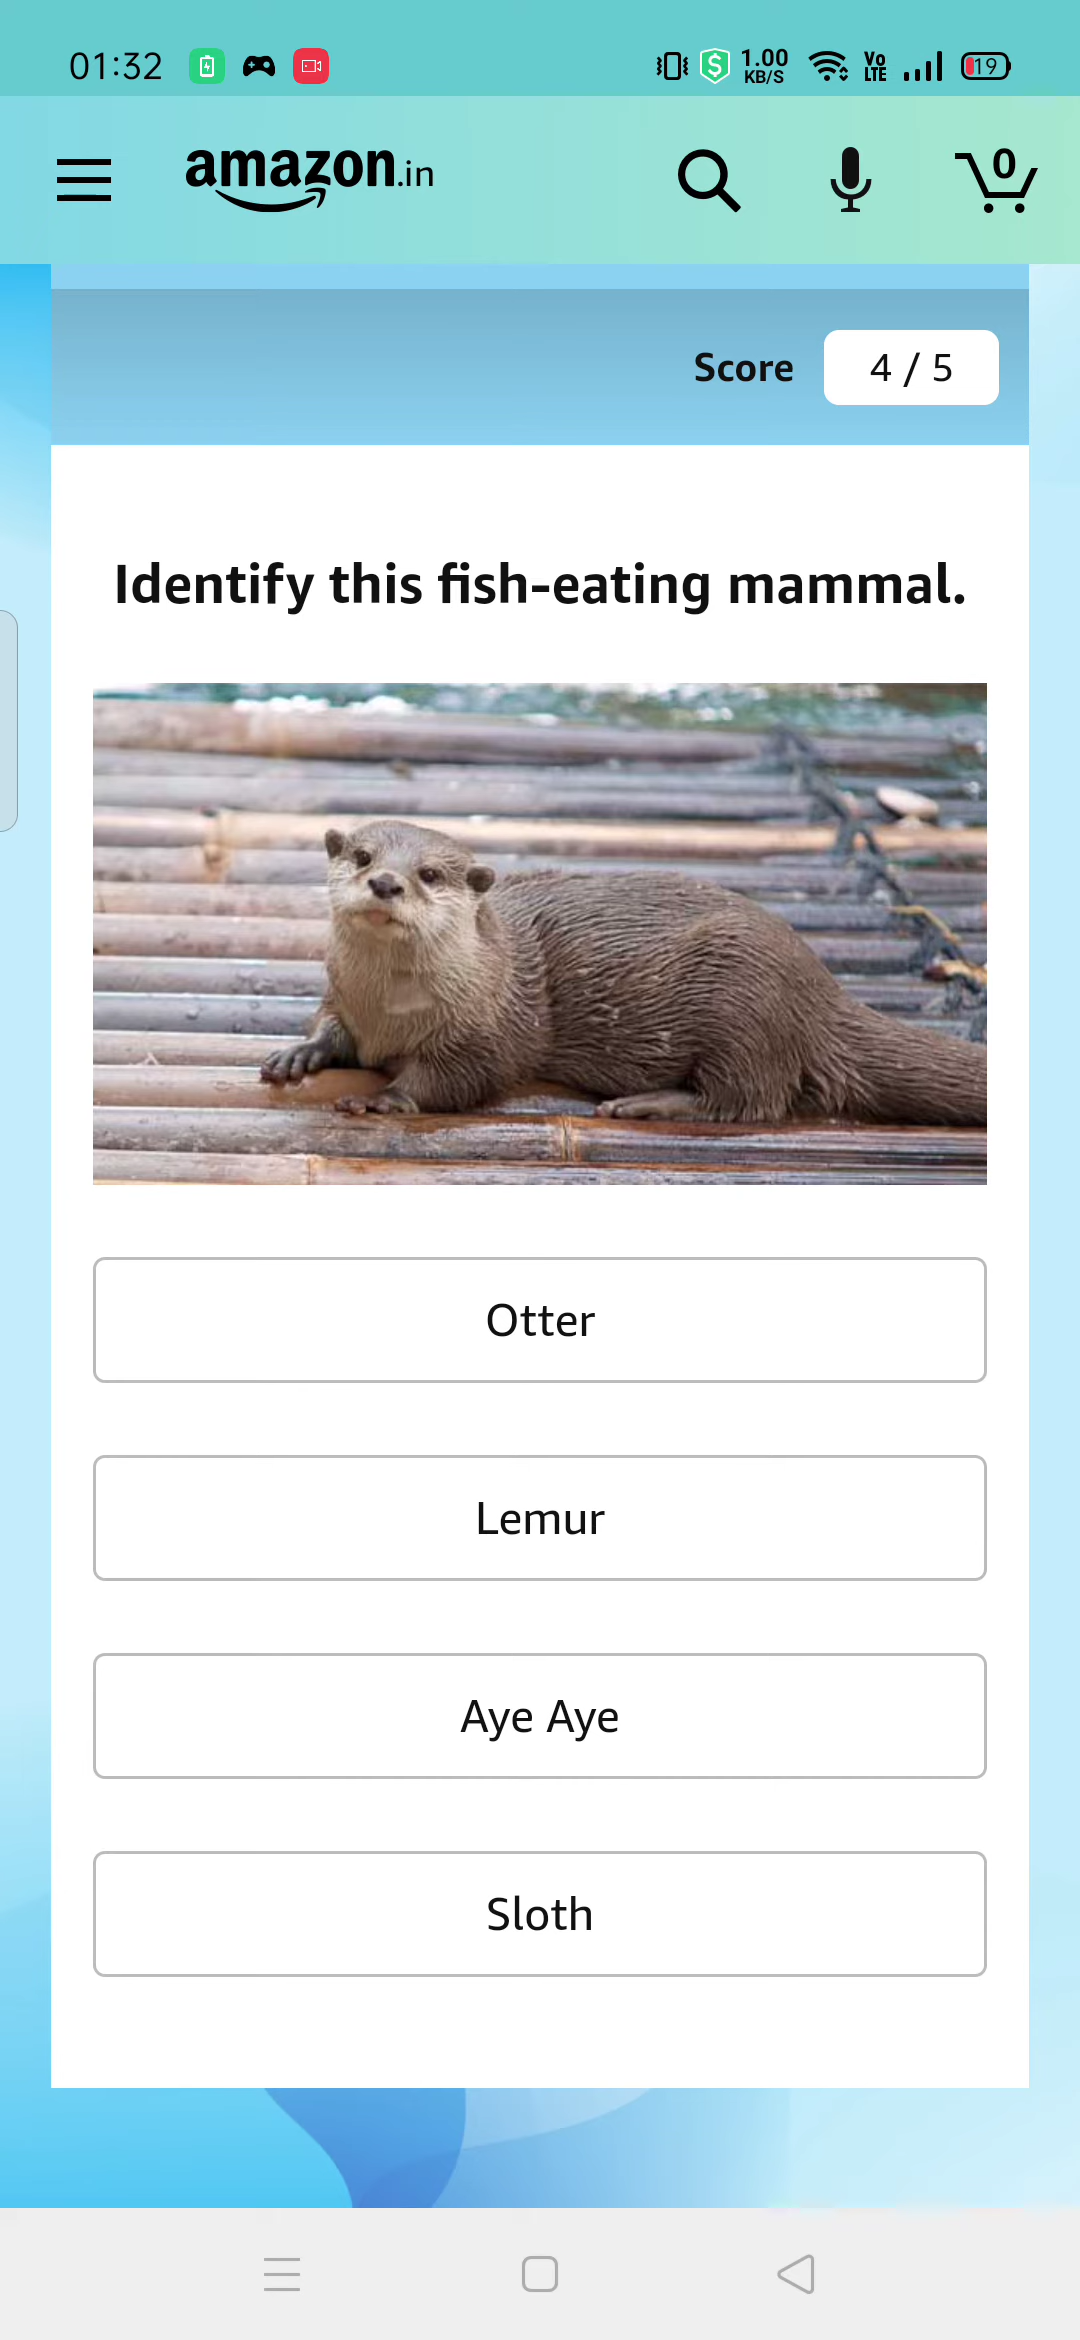 01:32 1.00 KB/S Vo LTE 19
amazon.in 0
Score 4 / 5
Identify this fish-eating mammal.
Otter
Lemur
Aye Aye
Sloth